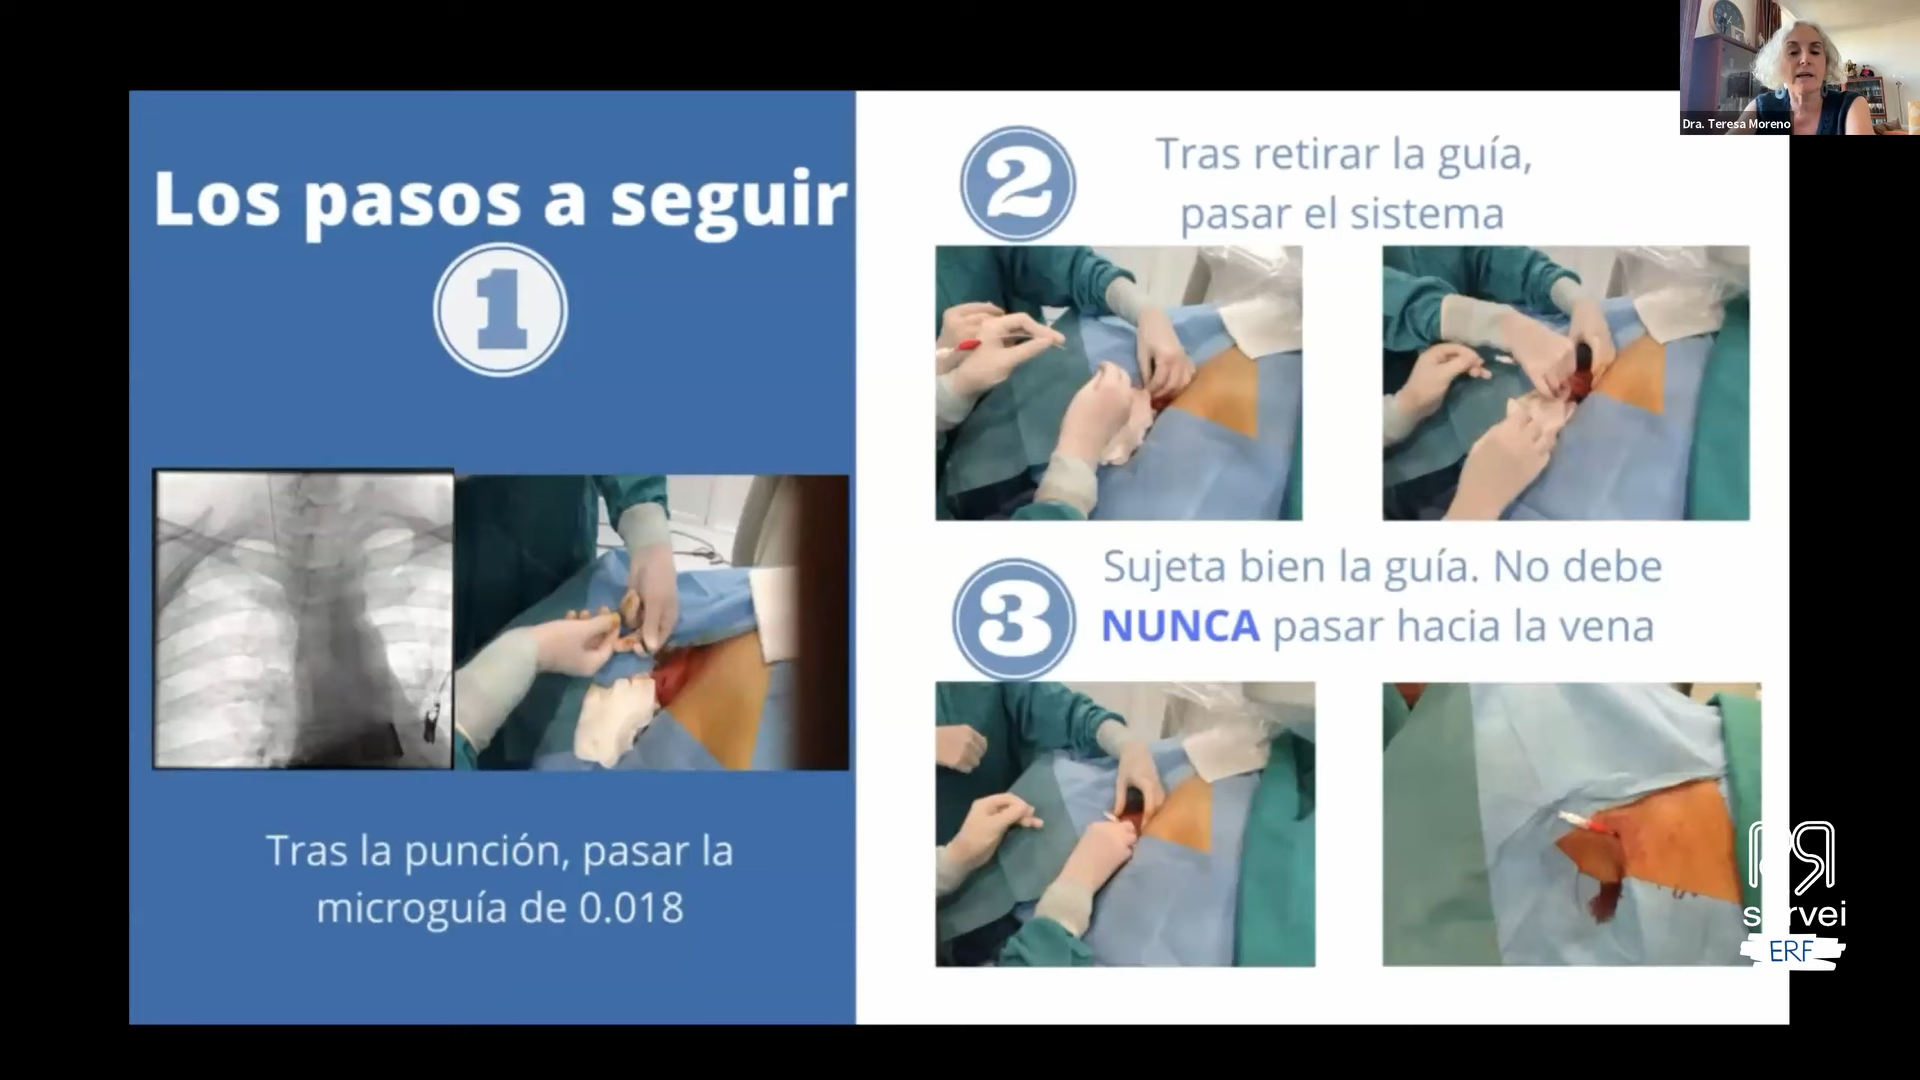 Dra. Teresa Moreno
Los pasos a seguir
1
Tras la punción, pasar la
microguía de 0.018
2
Tras retirar la guía,
pasar el sistema
3
Sujeta bien la guía. No debe
NUNCA pasar hacia la vena
servei
ERF